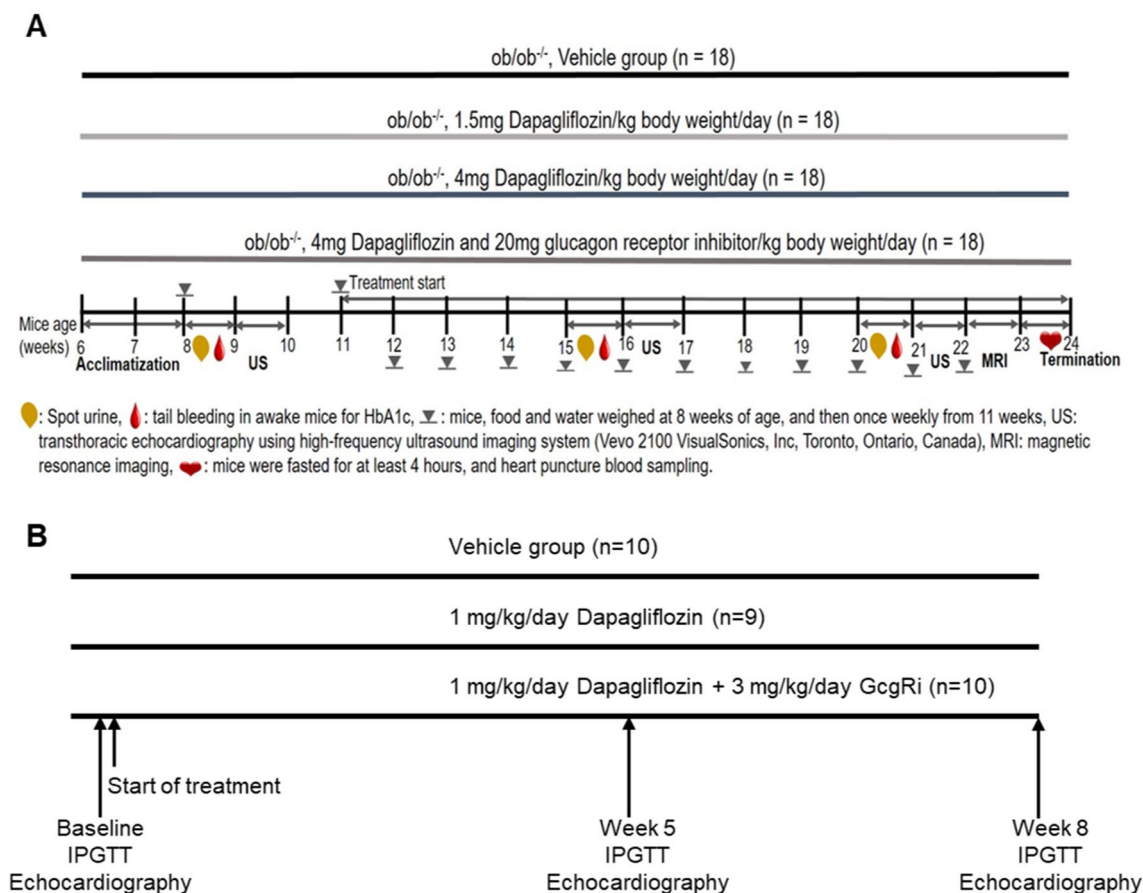 A
ob/ob-/-, Vehicle group (n = 18)
ob/ob-/-, 1.5mg Dapagliflozin/kg body weight/day (n = 18)
ob/ob-/-, 4mg Dapagliflozin/kg body weight/day (n = 18)
ob/ob-/-, 4mg Dapagliflozin and 20mg glucagon receptor inhibitor/kg body weight/day (n = 18)
Treatment start
Mice age
(weeks)
6 7 8 9 10 11 12 13 14 15 16 17 18 19 20 21 22 23 24
Acclimatization US US US MRI Termination
: Spot urine, : tail bleeding in awake mice for HbA1c, : mice, food and water weighed at 8 weeks of age, and then once weekly from 11 weeks, US:
transthoracic echocardiography using high-frequency ultrasound imaging system (Vevo 2100 VisualSonics, Inc, Toronto, Ontario, Canada), MRI: magnetic
resonance imaging, : mice were fasted for at least 4 hours, and heart puncture blood sampling.
B
Vehicle group (n=10)
1 mg/kg/day Dapagliflozin (n=9)
1 mg/kg/day Dapagliflozin + 3 mg/kg/day GcgRi (n=10)
Start of treatment
Baseline
IPGTT
Echocardiography
Week 5
IPGTT
Echocardiography
Week 8
IPGTT
Echocardiography